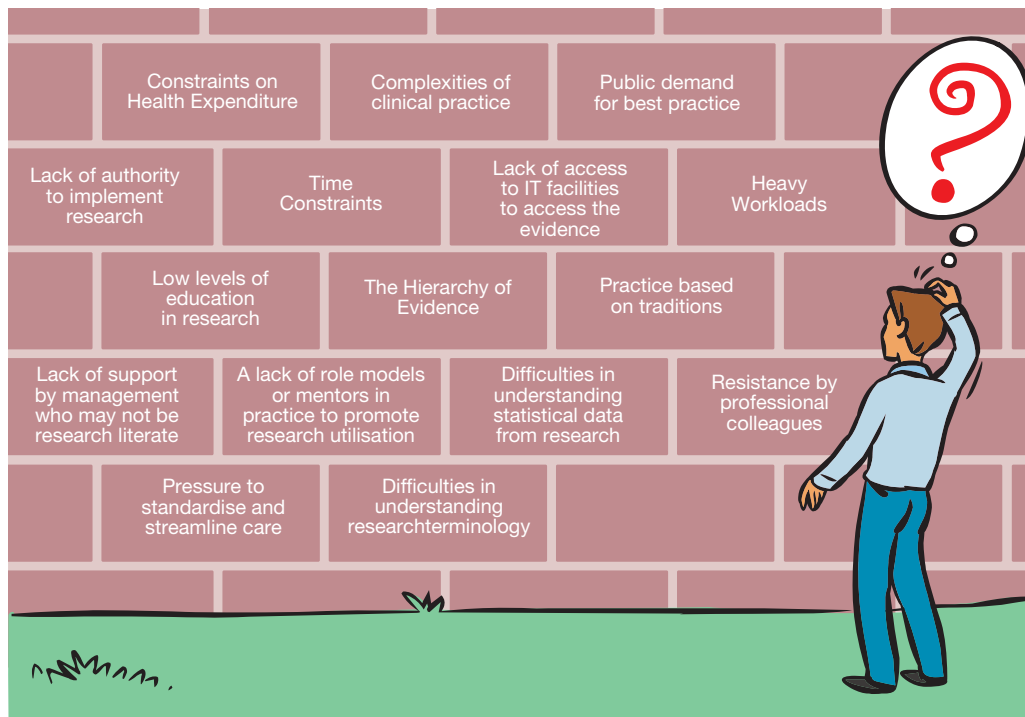 Constraints on
Health Expenditure
Complexities of
clinical practice
Public demand
for best practice
?
Lack of authority
to implement
research
Time
Constraints
Lack of access
to IT facilities
to access the
evidence
Heavy
Workloads
Low levels of
education
in research
The Hierarchy of
Evidence
Practice based
on traditions
Lack of support
by management
who may not be
research literate
A lack of role models
or mentors in
practice to promote
research utilisation
Difficulties in
understanding
statistical data
from research
Resistance by
professional
colleagues
Pressure to
standardise and
streamline care
Difficulties in
understanding
researchterminology